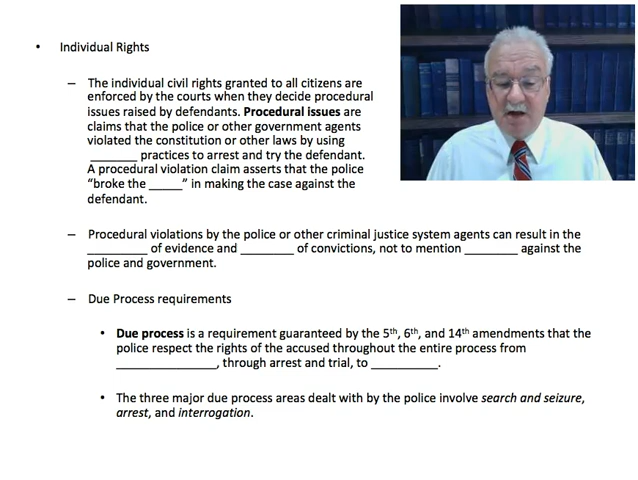 • Individual Rights
– The individual civil rights granted to all citizens are
enforced by the courts when they decide procedural
issues raised by defendants. Procedural issues are
claims that the police or other government agents
violated the constitution or other laws by using
_______ practices to arrest and try the defendant.
A procedural violation claim asserts that the police
“broke the _____” in making the case against the
defendant.
– Procedural violations by the police or other criminal justice system agents can result in the
_________ of evidence and ________ of convictions, not to mention ________ against the
police and government.
– Due Process requirements
• Due process is a requirement guaranteed by the 5th, 6th, and 14th amendments that the
police respect the rights of the accused throughout the entire process from
_______________, through arrest and trial, to __________.
• The three major due process areas dealt with by the police involve search and seizure,
arrest, and interrogation.